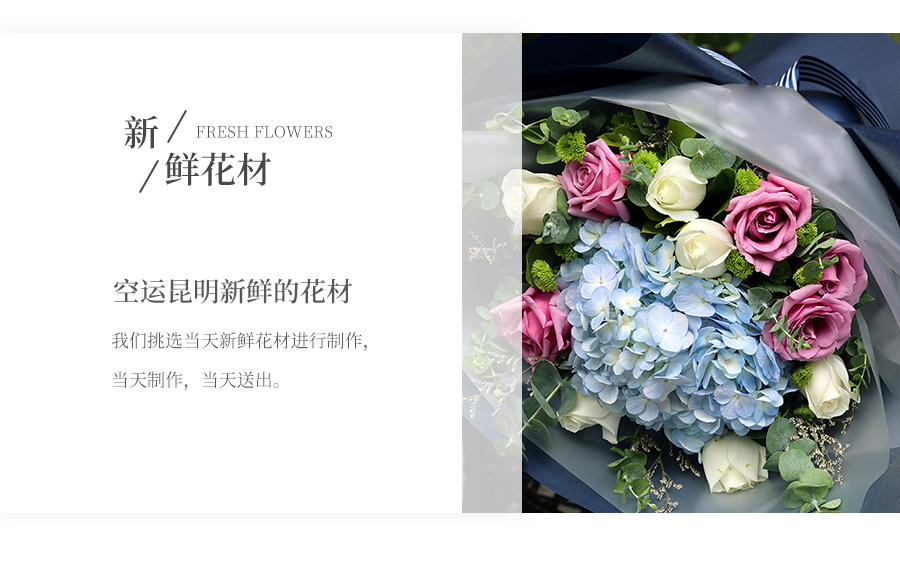 新
FRESH FLOWERS
鲜花材
空运昆明新鲜的花材
我们挑选当天新鲜花材进行制作,
当天制作，当天送出。